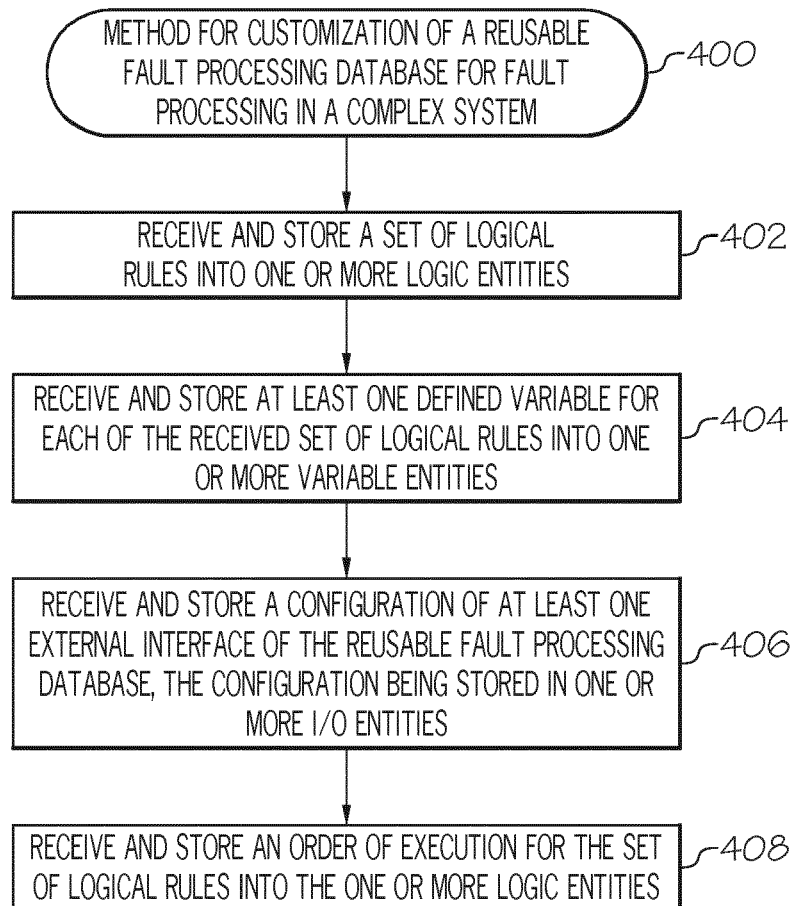 METHOD FOR CUSTOMIZATION OF A REUSABLE
FAULT PROCESSING DATABASE FOR FAULT
PROCESSING IN A COMPLEX SYSTEM
400
RECEIVE AND STORE A SET OF LOGICAL
RULES INTO ONE OR MORE LOGIC ENTITIES
402
RECEIVE AND STORE AT LEAST ONE DEFINED VARIABLE FOR
EACH OF THE RECEIVED SET OF LOGICAL RULES INTO ONE
OR MORE VARIABLE ENTITIES
404
RECEIVE AND STORE A CONFIGURATION OF AT LEAST ONE
EXTERNAL INTERFACE OF THE REUSABLE FAULT PROCESSING
DATABASE, THE CONFIGURATION BEING STORED IN ONE OR
MORE I/O ENTITIES
406
RECEIVE AND STORE AN ORDER OF EXECUTION FOR THE SET
OF LOGICAL RULES INTO THE ONE OR MORE LOGIC ENTITIES
408